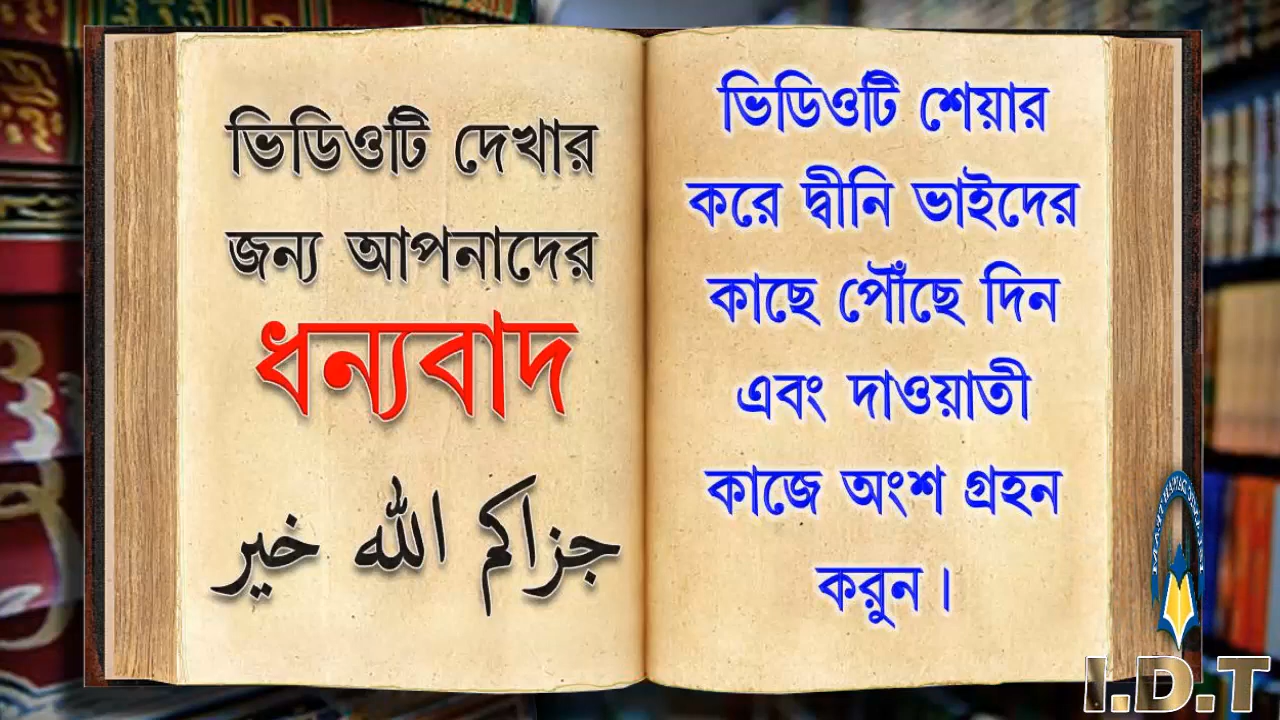 ভিডিওটি দেখার
জন্য আপনাদের
ধন্যবাদ
جزاكم الله خير
ভিডিওটি শেয়ার
করে দ্বীনি ভাইদের
কাছে পৌঁছে দিন
এবং দাওয়াতী
কাজে অংশ গ্রহন
করুন।
I.D.T